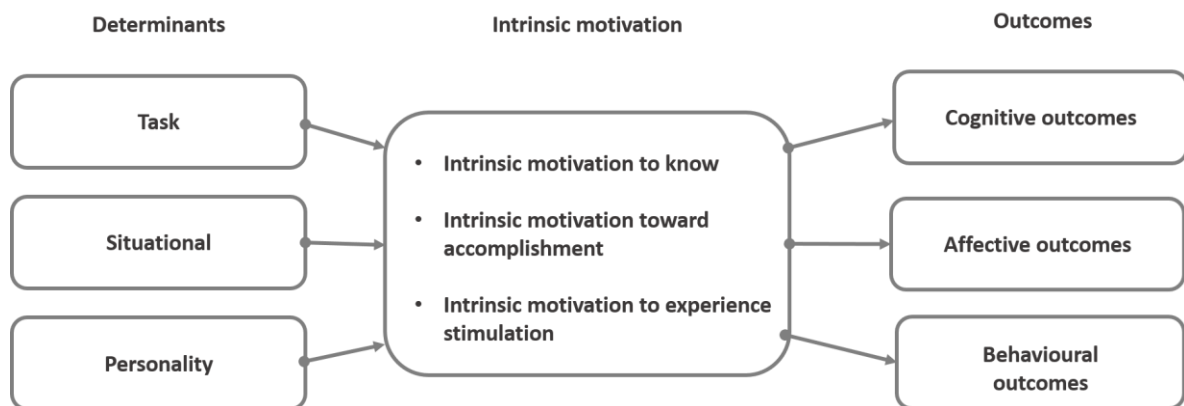 Determinants
Intrinsic motivation
Outcomes
Task
Situational
Personality
• Intrinsic motivation to know
• Intrinsic motivation toward
accomplishment
• Intrinsic motivation to experience
stimulation
Cognitive outcomes
Affective outcomes
Behavioural
outcomes